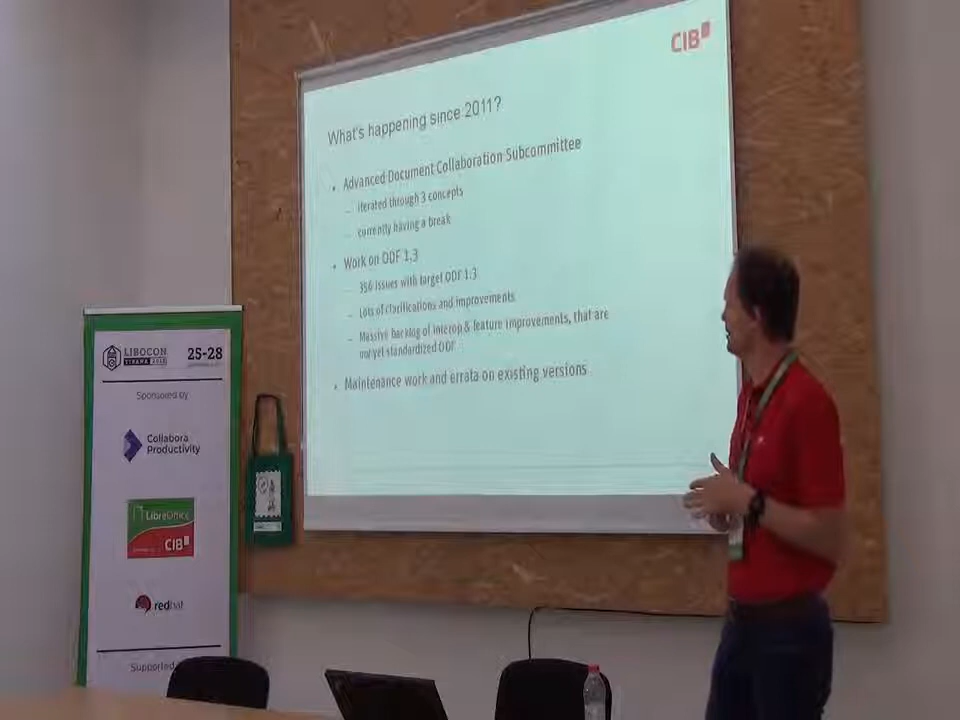 CIB
What's happening since 2011?
• Advanced Document Collaboration Subcommittee
– iterated through 3 concepts
– currently having a break
• Work on ODF 1.3
– 356 issues with target ODF 1.3
– Lots of clarifications and improvements
– Massive backlog of interop & feature improvements, that are
not yet standardized ODF
• Maintenance work and errata on existing versions
LIBOCON
TIRANA 2018
25-28
Sponsored by
Collabora
Productivity
LibreOffice
CIB
redhat
Supported